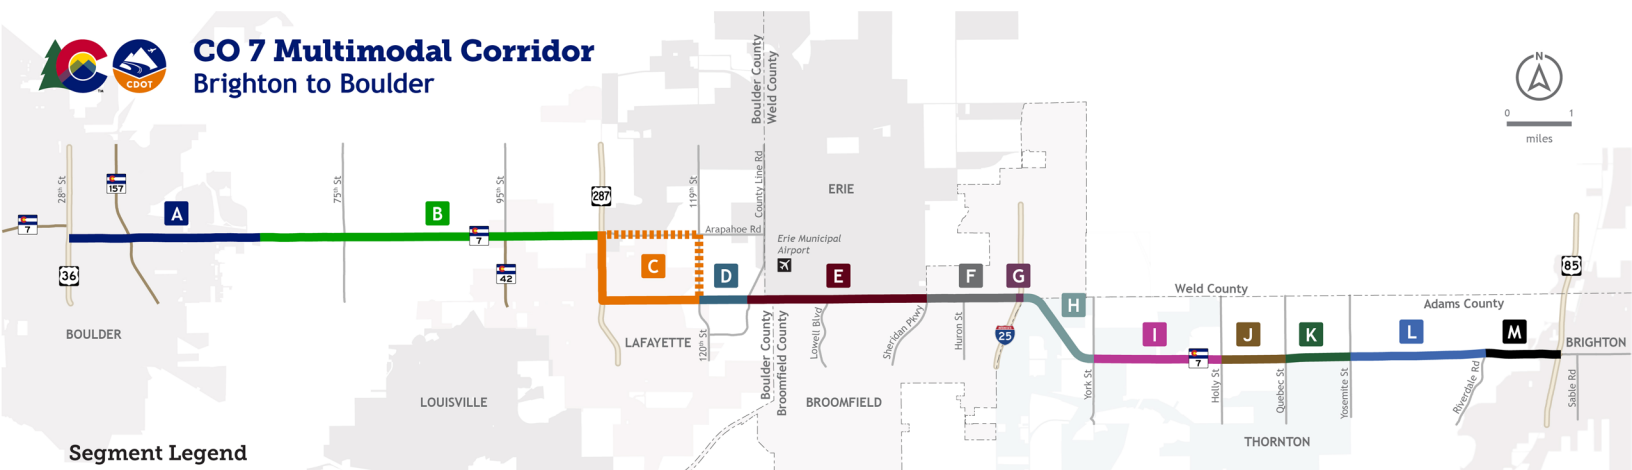 CO 7 Multimodal Corridor
Brighton to Boulder
CDOT
TM
N
0 1
miles
Boulder County
Weld County
28th St
157
75th St
95th St
287
119th St
County Line Rd
ERIE
A
B
7
7
Arapahoe Rd
Erie Municipal
Airport
36
42
C
D
E
F
G
H
85
Weld County
Adams County
BOULDER
LAFAYETTE
120th St
Boulder County
Broomfield County
Lowell Blvd
Sheridan Pkwy
Huron St
INTERSTATE
25
I
7
J
K
L
M
BRIGHTON
York St
Holly St
Quebec St
Yosemite St
Riverdale Rd
Sable Rd
LOUISVILLE
BROOMFIELD
THORNTON
Segment Legend